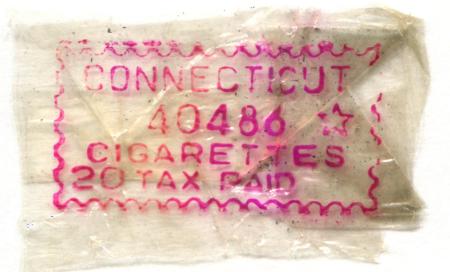 CONNECTICUT
40486 ☆
CIGARETTES
20 TAX PAID